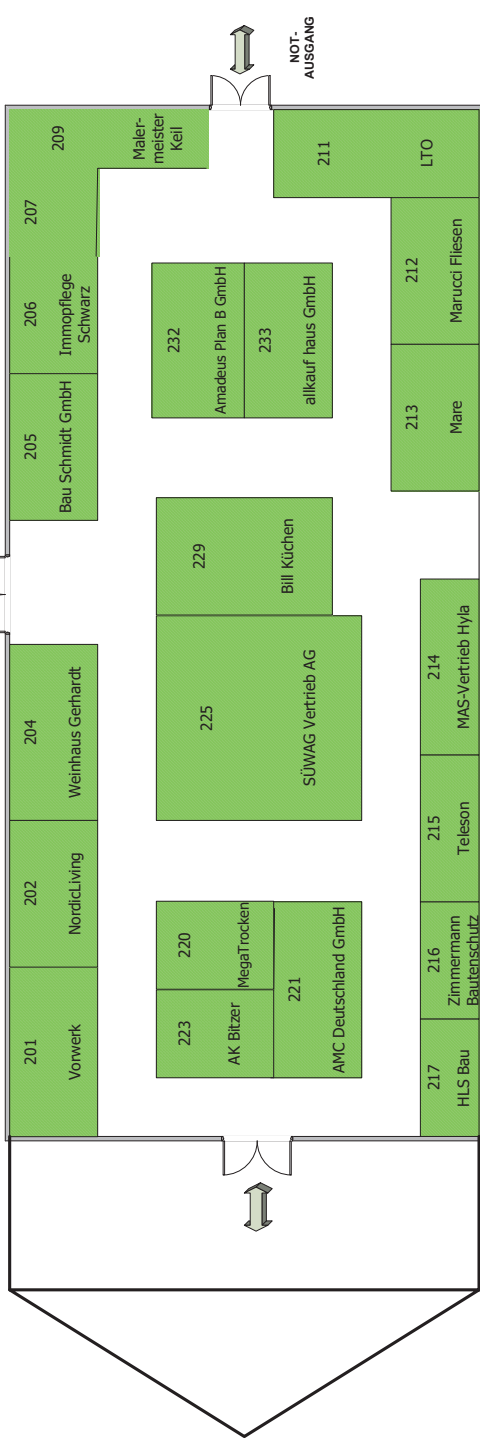 NOT-
AUSGANG
201
Vorwerk
202
NordicLiving
204
Weinhaus Gerhardt
205
Bau Schmidt GmbH
206
Immopflege
Schwarz
207
209
Maler-
meister
Keil
223
AK Bitzer
220
MegaTrocken
221
AMC Deutschland GmbH
225
SÜWAG Vertrieb AG
229
Bill Küchen
232
Amadeus Plan B GmbH
233
allkauf haus GmbH
211
LTO
217
HLS Bau
216
Zimmermann
Bautenschutz
215
Teleson
214
MAS-Vertrieb Hyla
213
Mare
212
Marucci Fliesen